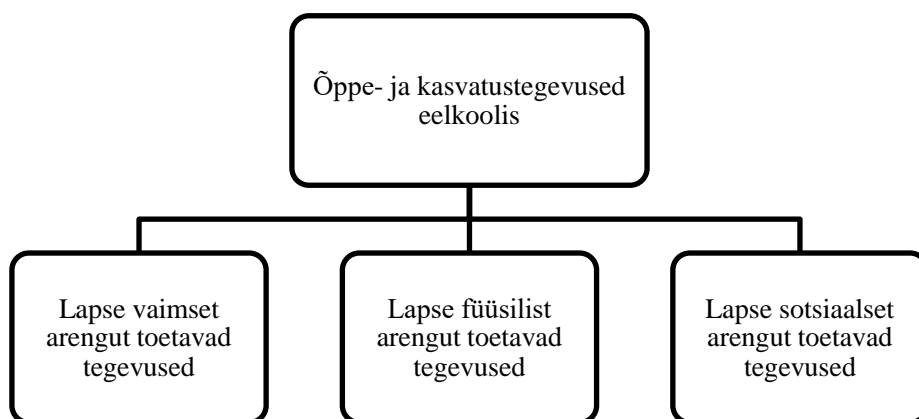 Õppe- ja kasvatustegevused
eelkoolis
Lapse vaimset
arengut toetavad
tegevused
Lapse füüsilist
arengut toetavad
tegevused
Lapse sotsiaalset
arengut toetavad
tegevused